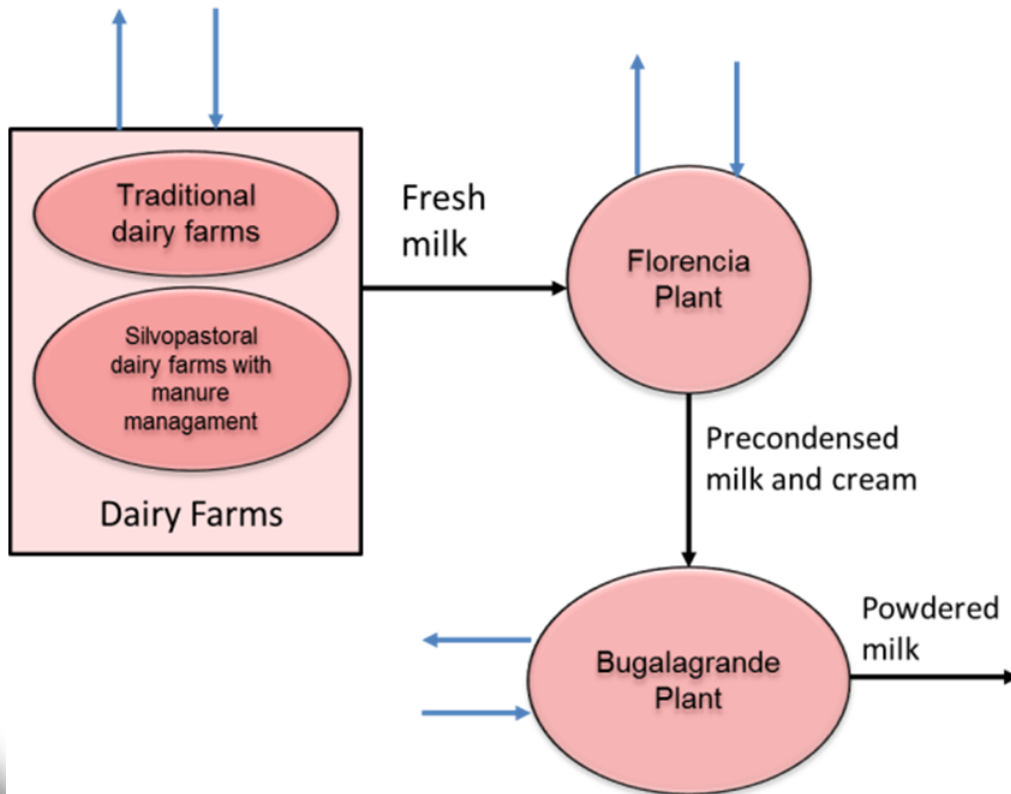 Traditional
dairy farms
Silvopastoral
dairy farms with
manure
managament
Dairy Farms
Fresh
milk
Florencia
Plant
Precondensed
milk and cream
Bugalagrande
Plant
Powdered
milk